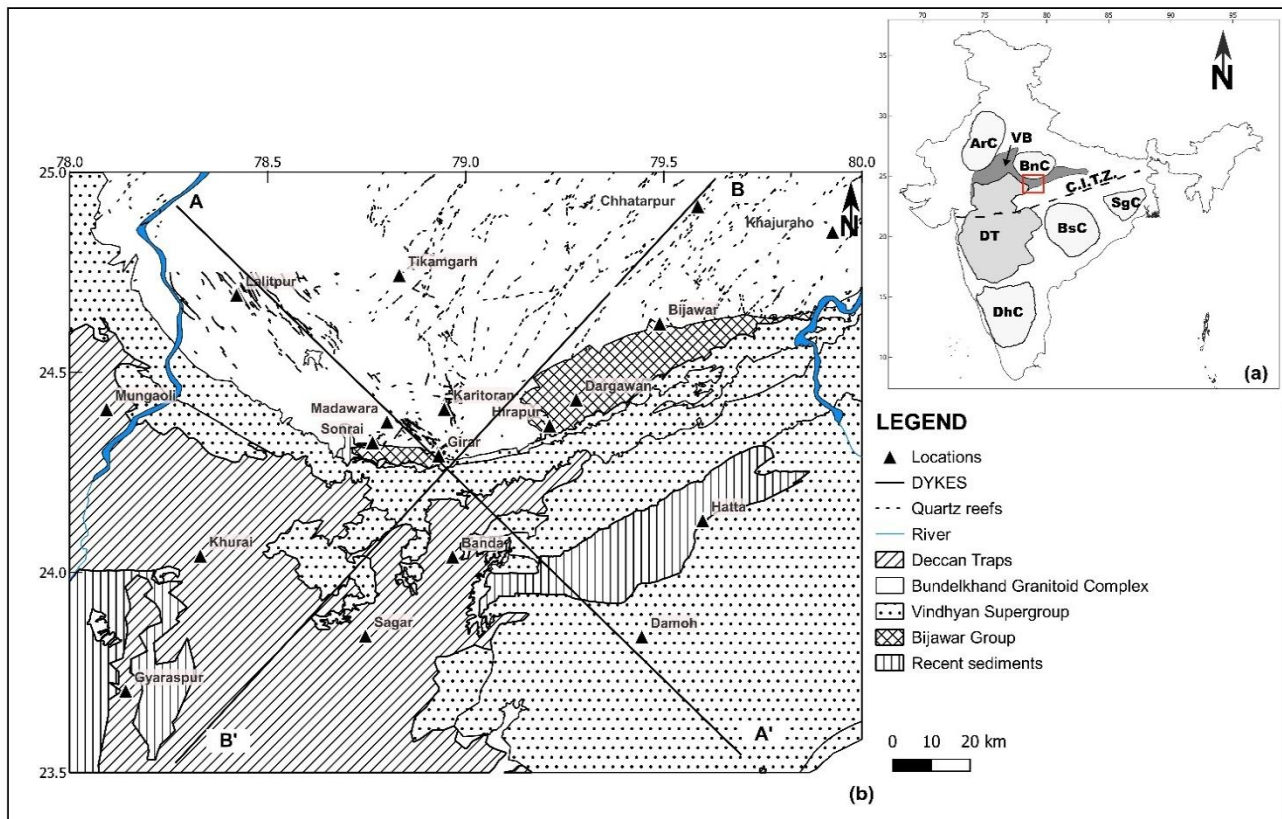 70 75 80 85 90 95
35
30
25
20
15
10
N
ArC
VB
BnC
C.I.T.Z.
SgC
DT
BsC
DhC
(a)
78.0 78.5 79.0 79.5 80.0
25.0
24.5
24.0
23.5
A
B
N
Chhatarpur
Khajuraho
Tikamgarh
Lalitpur
Bijawar
Mungaoli
Karitoran
Dargawan
Madawara
Hirapur
Sonrai
Girar
Hatta
Khurai
Banda
Sagar
Damoh
Gyaraspur
B'
A'
(b)
LEGEND
Locations
DYKES
Quartz reefs
River
Deccan Traps
Bundelkhand Granitoid Complex
Vindhyan Supergroup
Bijawar Group
Recent sediments
0 10 20 km